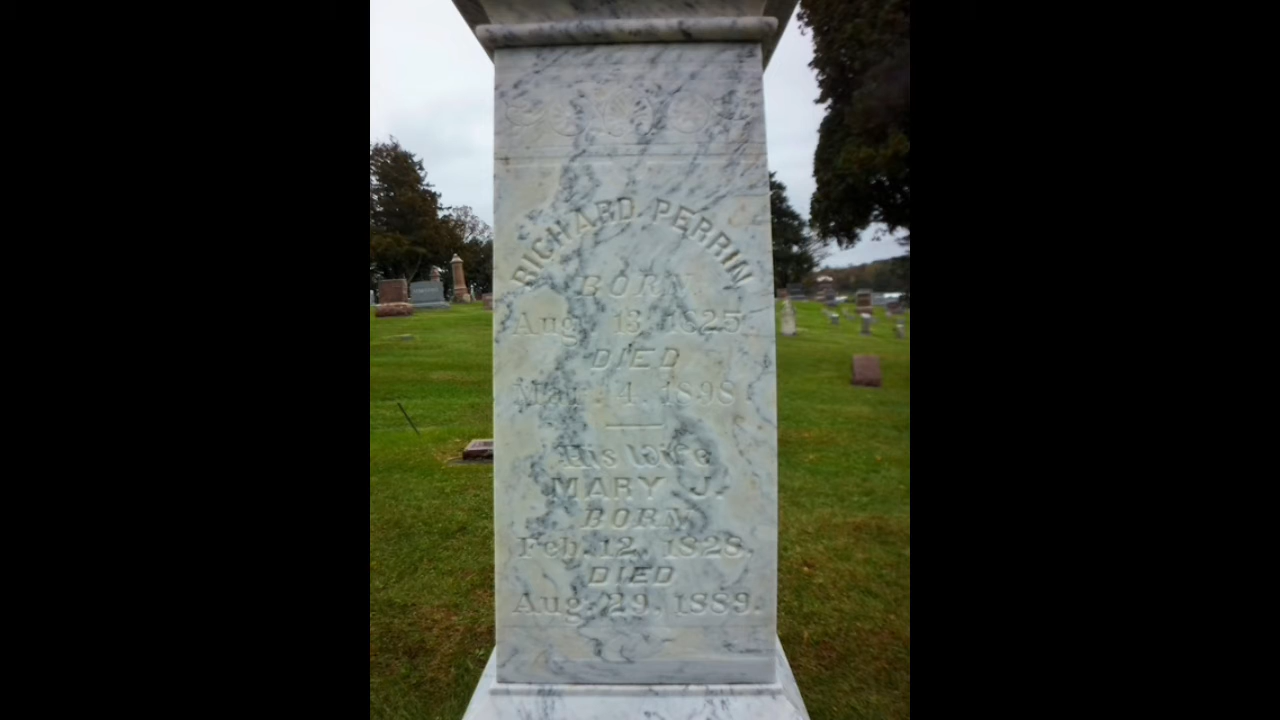 RICHARD PERRIN
BORN
Aug. 13, 1825.
DIED
Mar. 4, 1898
His Wife
MARY J.
BORN
Feb. 12, 1828.
DIED
Aug. 29, 1889.